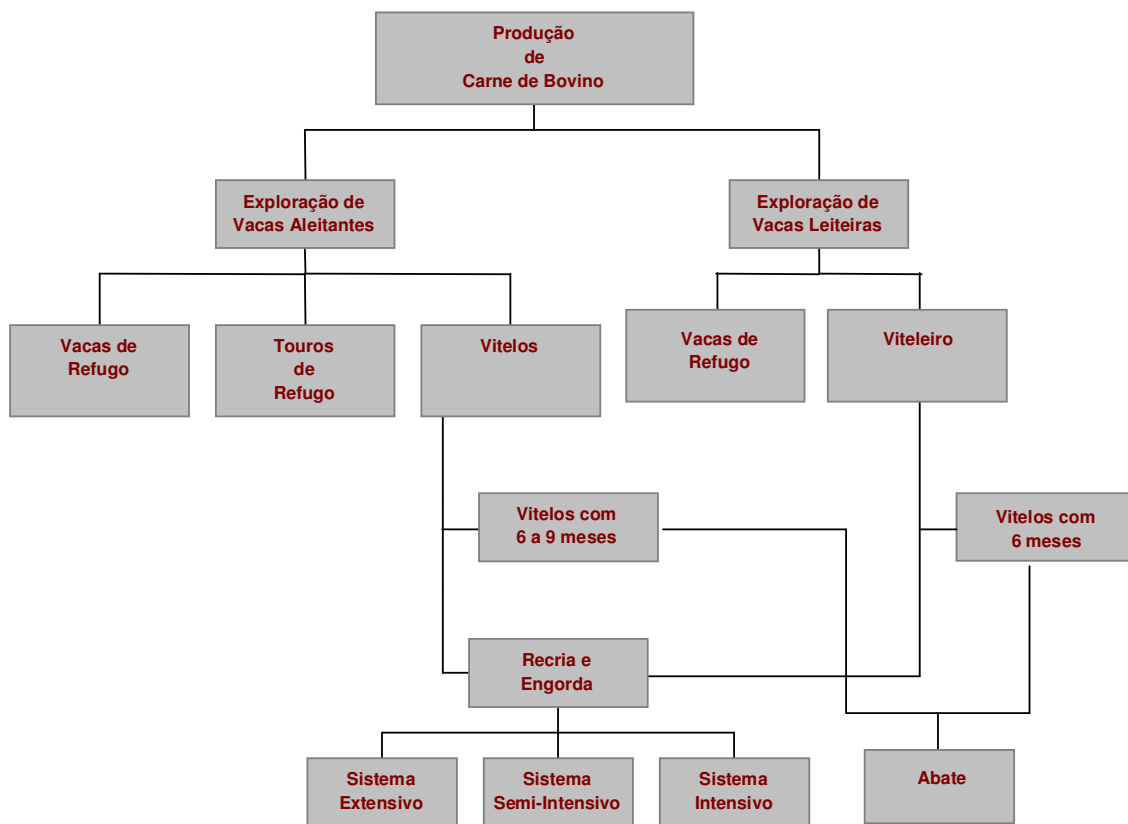 Produção
de
Carne de Bovino
Exploração de
Vacas Aleitantes
Exploração de
Vacas Leiteiras
Vacas de
Refugo
Touros
de
Refugo
Vitelos
Vacas de
Refugo
Viteleiro
Vitelos com
6 a 9 meses
Vitelos com
6 meses
Recria e
Engorda
Sistema
Extensivo
Sistema
Semi-Intensivo
Sistema
Intensivo
Abate